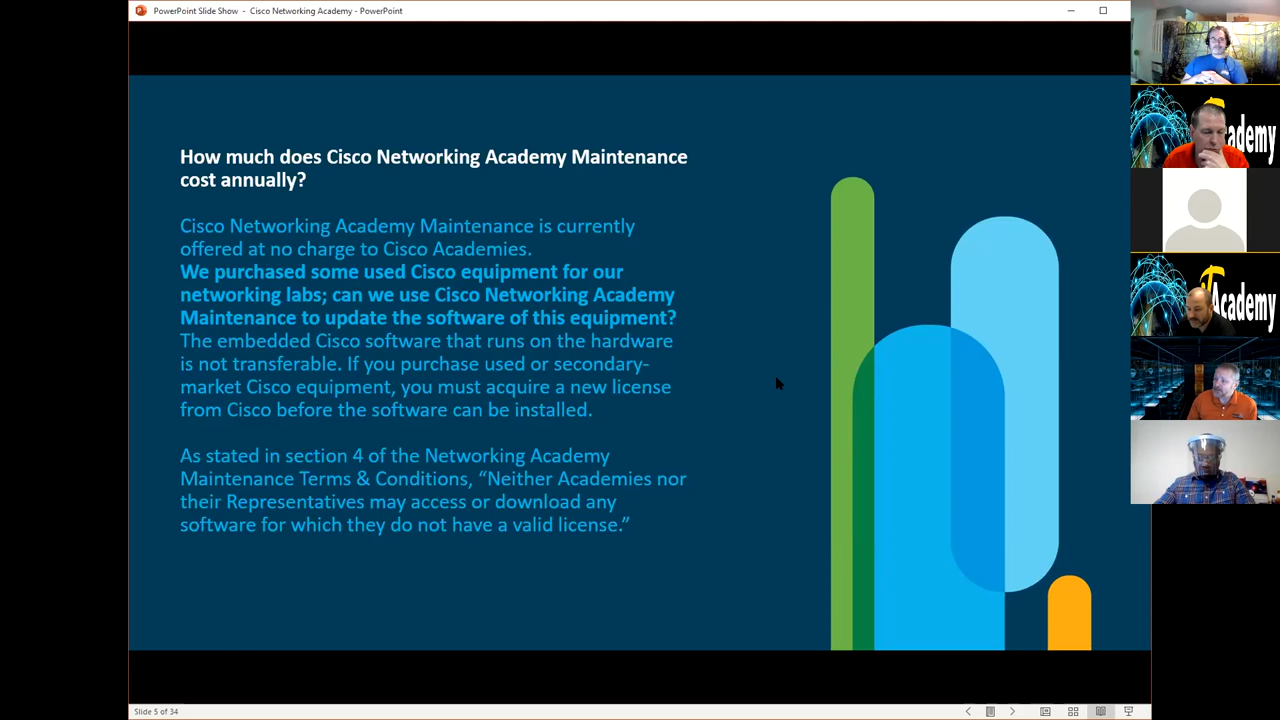 PowerPoint Slide Show - Cisco Networking Academy - PowerPoint
How much does Cisco Networking Academy Maintenance
cost annually?
Cisco Networking Academy Maintenance is currently
offered at no charge to Cisco Academies.
We purchased some used Cisco equipment for our
networking labs; can we use Cisco Networking Academy
Maintenance to update the software of this equipment?
The embedded Cisco software that runs on the hardware
is not transferable. If you purchase used or secondary-
market Cisco equipment, you must acquire a new license
from Cisco before the software can be installed.
As stated in section 4 of the Networking Academy
Maintenance Terms & Conditions, “Neither Academies nor
their Representatives may access or download any
software for which they do not have a valid license.”
Slide 5 of 34